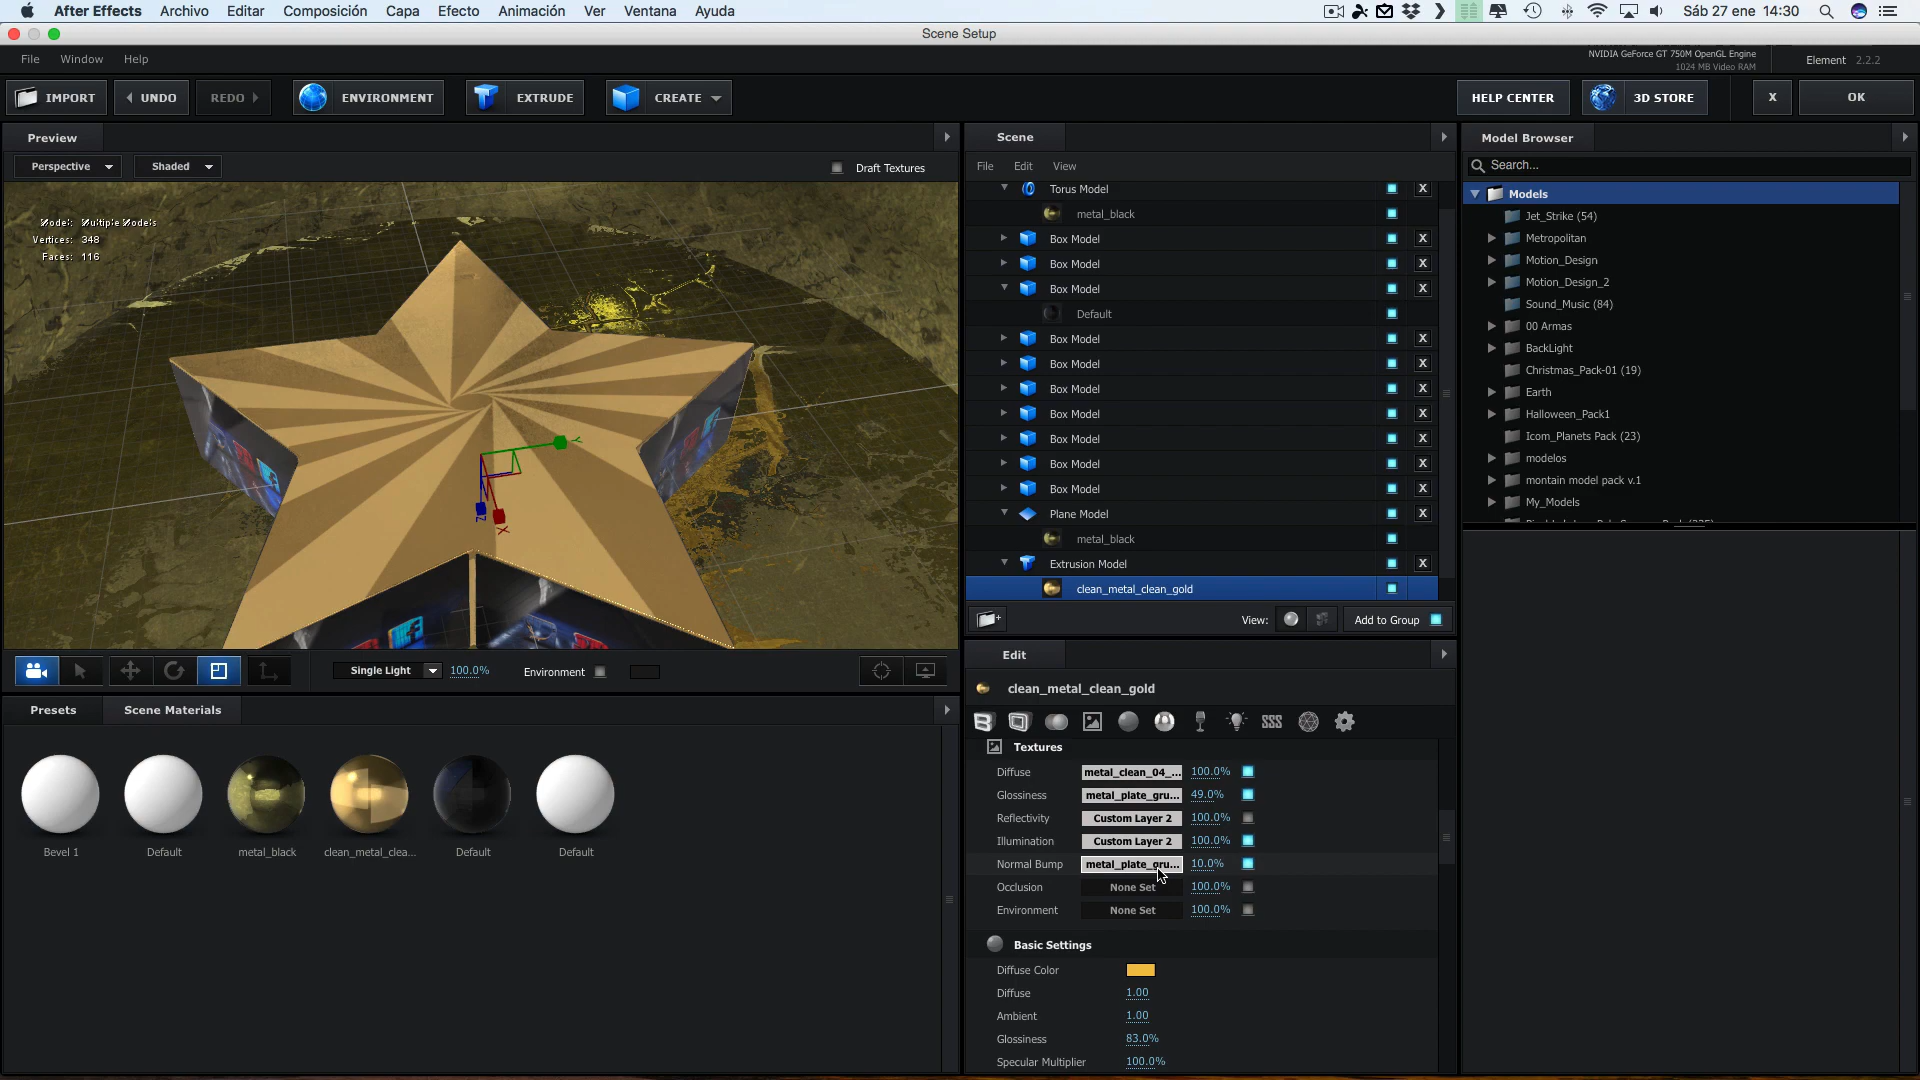 After Effects Archivo Editar Composición Capa Efecto Animación Ver Ventana Ayuda Sáb 27 ene 14:30
Scene Setup
File Window Help
NVIDIA GeForce GT 750M OpenGL Engine
1024 MB Video RAM
Element 2.2.2
IMPORT UNDO REDO ENVIRONMENT EXTRUDE CREATE HELP CENTER 3D STORE X OK
Preview
Perspective Shaded Draft Textures
Model: Multiple Models
Vertices: 348
Faces: 116
Y
Z
X
Single Light 100.0% Environment
Presets Scene Materials
Bevel 1 Default metal_black clean_metal_clea... Default Default
Scene
File Edit View
Torus Model X
metal_black
Box Model X
Box Model X
Box Model X
Default
Box Model X
Box Model X
Box Model X
Box Model X
Box Model X
Box Model X
Box Model X
Plane Model X
metal_black
Extrusion Model X
clean_metal_clean_gold
View: Add to Group
Edit
clean_metal_clean_gold
Textures
Diffuse metal_clean_04_... 100.0%
Glossiness metal_plate_gru... 49.0%
Reflectivity Custom Layer 2 100.0%
Illumination Custom Layer 2 100.0%
Normal Bump metal_plate_gru... 10.0%
Occlusion None Set 100.0%
Environment None Set 100.0%
Basic Settings
Diffuse Color
Diffuse 1.00
Ambient 1.00
Glossiness 83.0%
Specular Multiplier 100.0%
Model Browser
Search...
Models
Jet_Strike (54)
Metropolitan
Motion_Design
Motion_Design_2
Sound_Music (84)
00 Armas
BackLight
Christmas_Pack-01 (19)
Earth
Halloween_Pack1
Icom_Planets Pack (23)
modelos
montain model pack v.1
My_Models